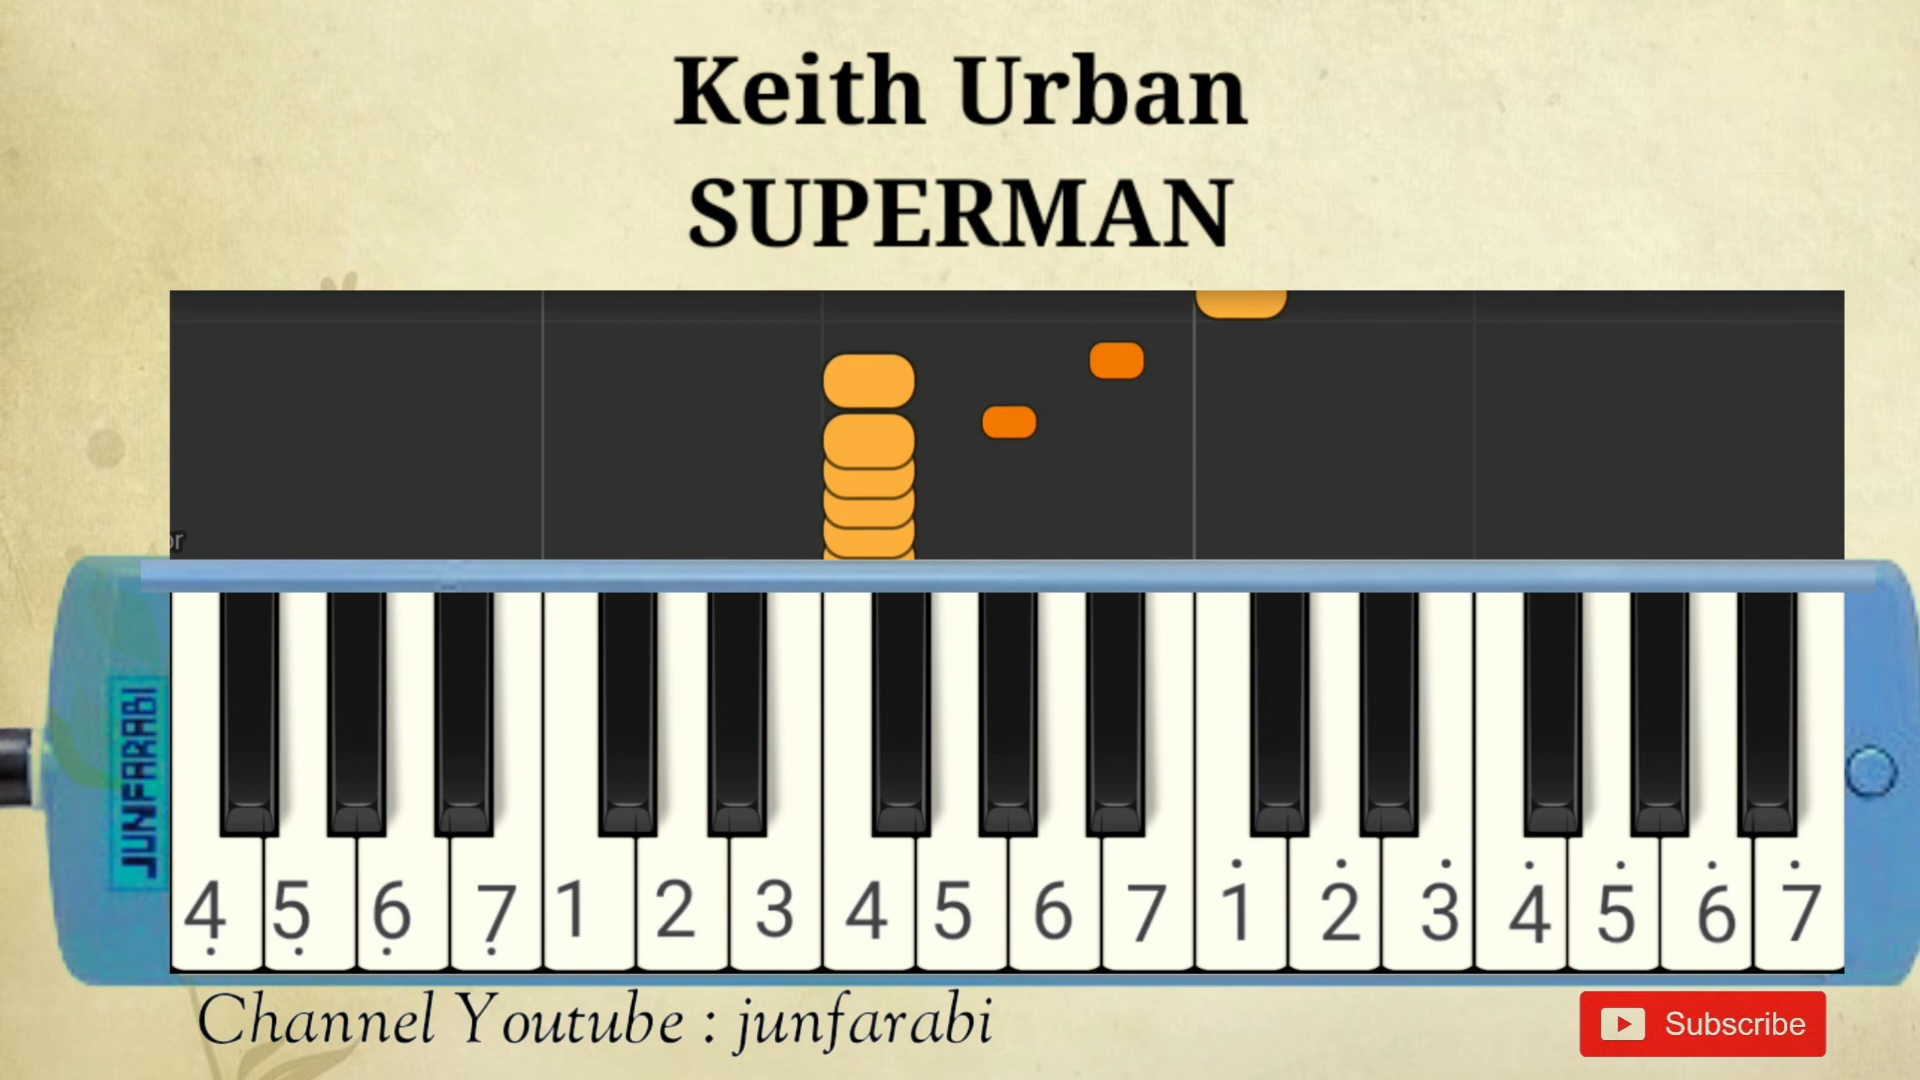 Keith Urban
SUPERMAN
or
JUNFARABI
4̣ 5̣ 6̣ 7̣ 1 2 3 4 5 6 7 1̇ 2̇ 3̇ 4̇ 5̇ 6̇ 7̇
Channel Youtube : junfarabi
Subscribe